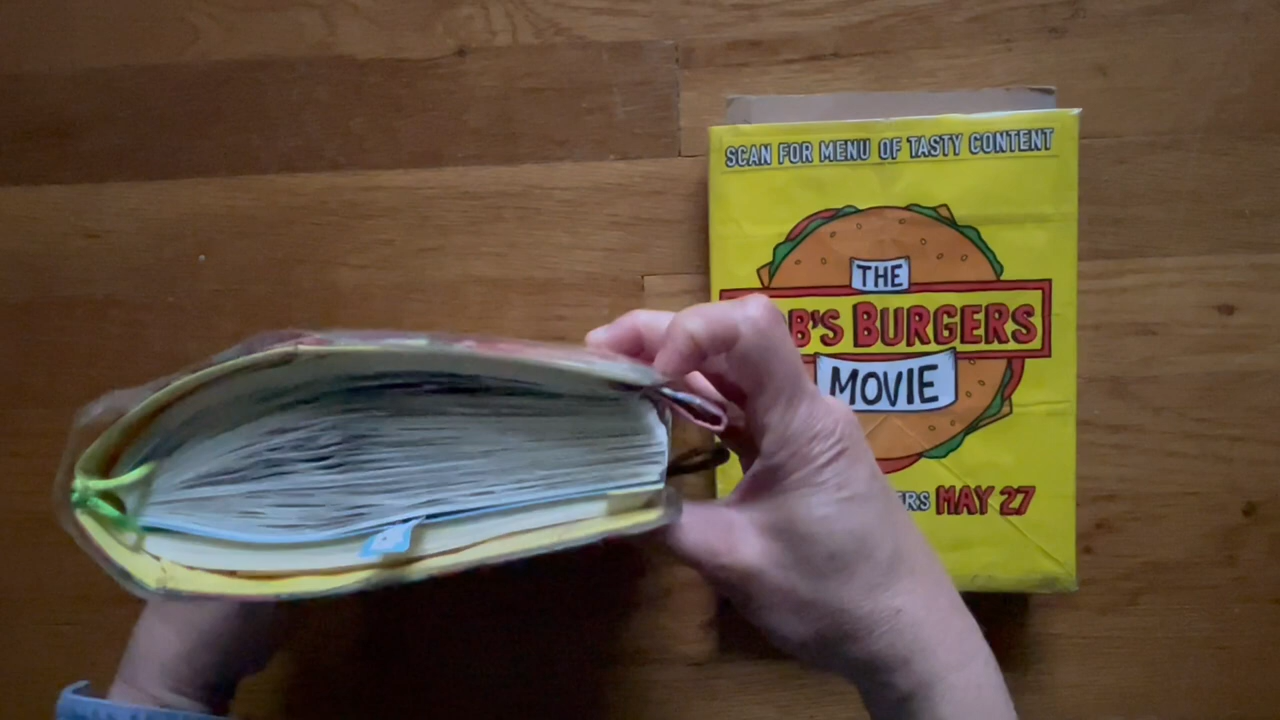 SCAN FOR MENU OF TASTY CONTENT
THE
B'S BURGERS
MOVIE
RS MAY 27